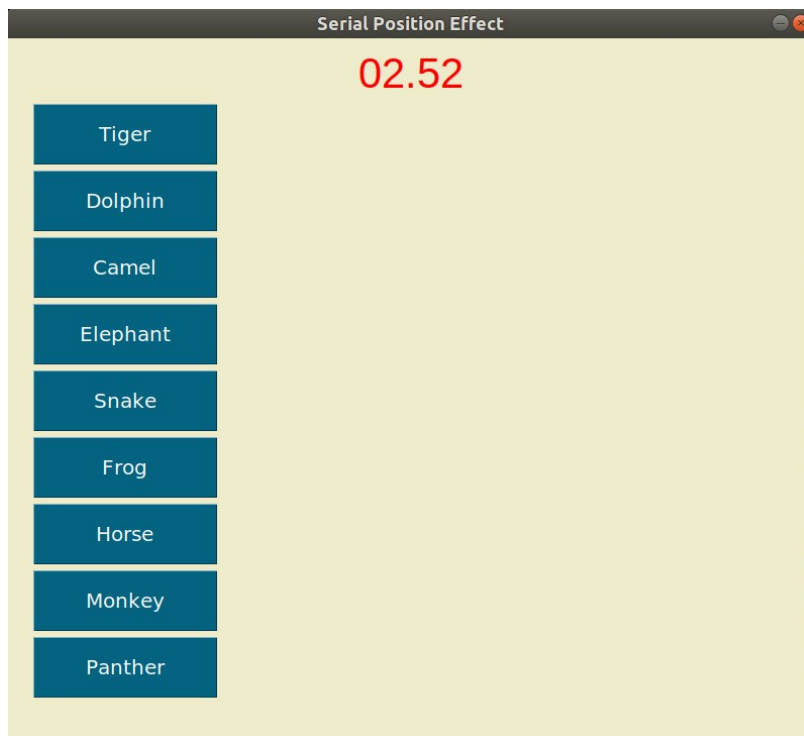 Serial Position Effect
02.52
Tiger
Dolphin
Camel
Elephant
Snake
Frog
Horse
Monkey
Panther